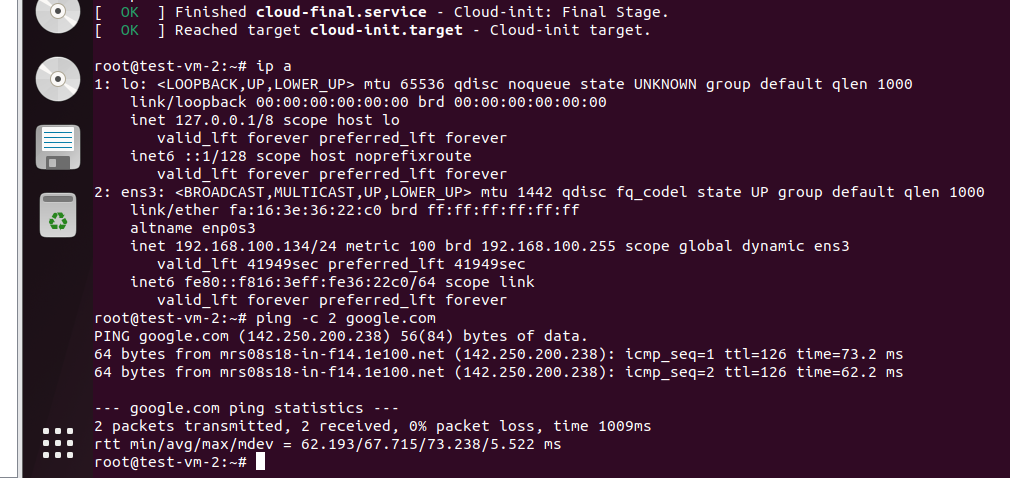 [  OK  ] Finished cloud-final.service - Cloud-init: Final Stage.
[  OK  ] Reached target cloud-init.target - Cloud-init target.
root@test-vm-2:~# ip a
1: lo: <LOOPBACK,UP,LOWER_UP> mtu 65536 qdisc noqueue state UNKNOWN group default qlen 1000
    link/loopback 00:00:00:00:00:00 brd 00:00:00:00:00:00
    inet 127.0.0.1/8 scope host lo
       valid_lft forever preferred_lft forever
    inet6 ::1/128 scope host noprefixroute
       valid_lft forever preferred_lft forever
2: ens3: <BROADCAST,MULTICAST,UP,LOWER_UP> mtu 1442 qdisc fq_codel state UP group default qlen 1000
    link/ether fa:16:3e:36:22:c0 brd ff:ff:ff:ff:ff:ff
    altname enp0s3
    inet 192.168.100.134/24 metric 100 brd 192.168.100.255 scope global dynamic ens3
       valid_lft 41949sec preferred_lft 41949sec
    inet6 fe80::f816:3eff:fe36:22c0/64 scope link
       valid_lft forever preferred_lft forever
root@test-vm-2:~# ping -c 2 google.com
PING google.com (142.250.200.238) 56(84) bytes of data.
64 bytes from mrs08s18-in-f14.1e100.net (142.250.200.238): icmp_seq=1 ttl=126 time=73.2 ms
64 bytes from mrs08s18-in-f14.1e100.net (142.250.200.238): icmp_seq=2 ttl=126 time=62.2 ms
--- google.com ping statistics ---
2 packets transmitted, 2 received, 0% packet loss, time 1009ms
rtt min/avg/max/mdev = 62.193/67.715/73.238/5.522 ms
root@test-vm-2:~#